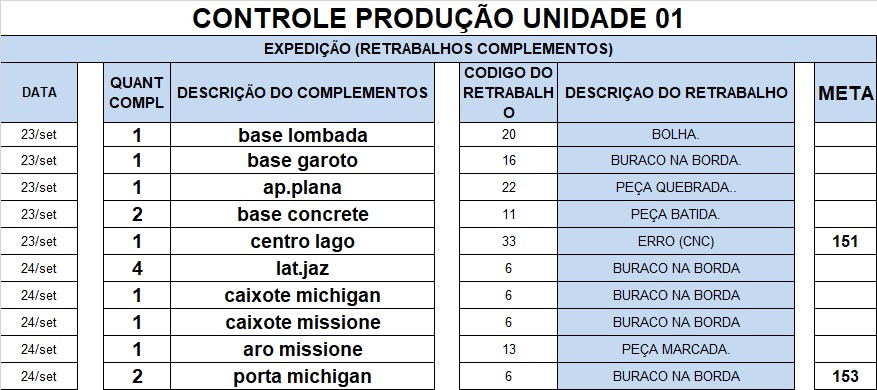 CONTROLE PRODUÇÃO UNIDADE 01
EXPEDIÇÃO (RETRABALHOS COMPLEMENTOS)
DATA QUANT COMPL DESCRIÇÃO DO COMPLEMENTOS CODIGO DO RETRABALHO DESCRIÇAO DO RETRABALHO META
23/set 1 base lombada 20 BOLHA.
23/set 1 base garoto 16 BURACO NA BORDA.
23/set 1 ap.plana 22 PEÇA QUEBRADA..
23/set 2 base concrete 11 PEÇA BATIDA.
23/set 1 centro lago 33 ERRO (CNC) 151
24/set 4 lat.jaz 6 BURACO NA BORDA
24/set 1 caixote michigan 6 BURACO NA BORDA
24/set 1 caixote missione 6 BURACO NA BORDA
24/set 1 aro missione 13 PEÇA MARCADA.
24/set 2 porta michigan 6 BURACO NA BORDA 153